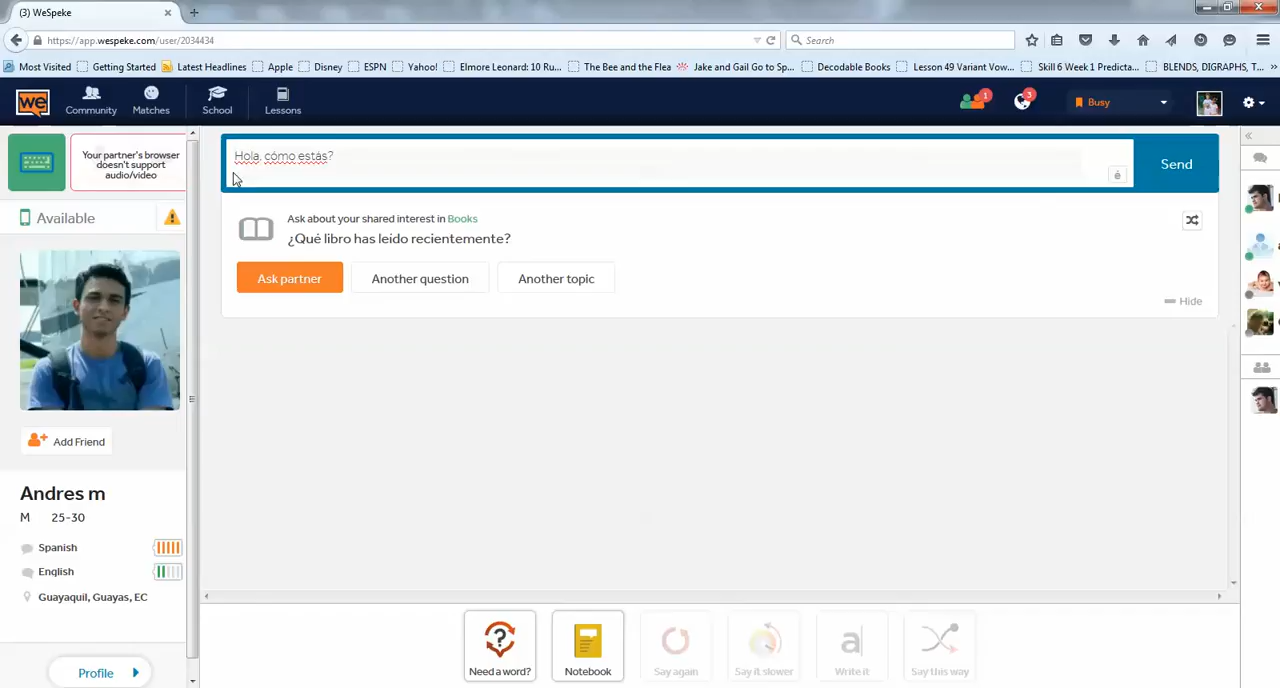 (3) WeSpeke
https://app.wespeke.com/user/2034434
Search
Most Visited Getting Started Latest Headlines Apple Disney ESPN Yahoo! Elmore Leonard: 10 Ru... The Bee and the Flea Jake and Gail Go to Sp... Decodable Books Lesson 49 Variant Vow... Skill 6 Week 1 Predicta... BLENDS, DIGRAPHS, T...
we
Community Matches School Lessons
1 3 Busy
Your partner's browser
doesn't support
audio/video
Available
Hola, cómo estás?
é
Send
Ask about your shared interest in Books
¿Qué libro has leido recientemente?
Ask partner Another question Another topic
Hide
Add Friend
Andres m
M 25-30
Spanish
English
Guayaquil, Guayas, EC
Profile
Need a word? Notebook Say again Say it slower Write it Say this way